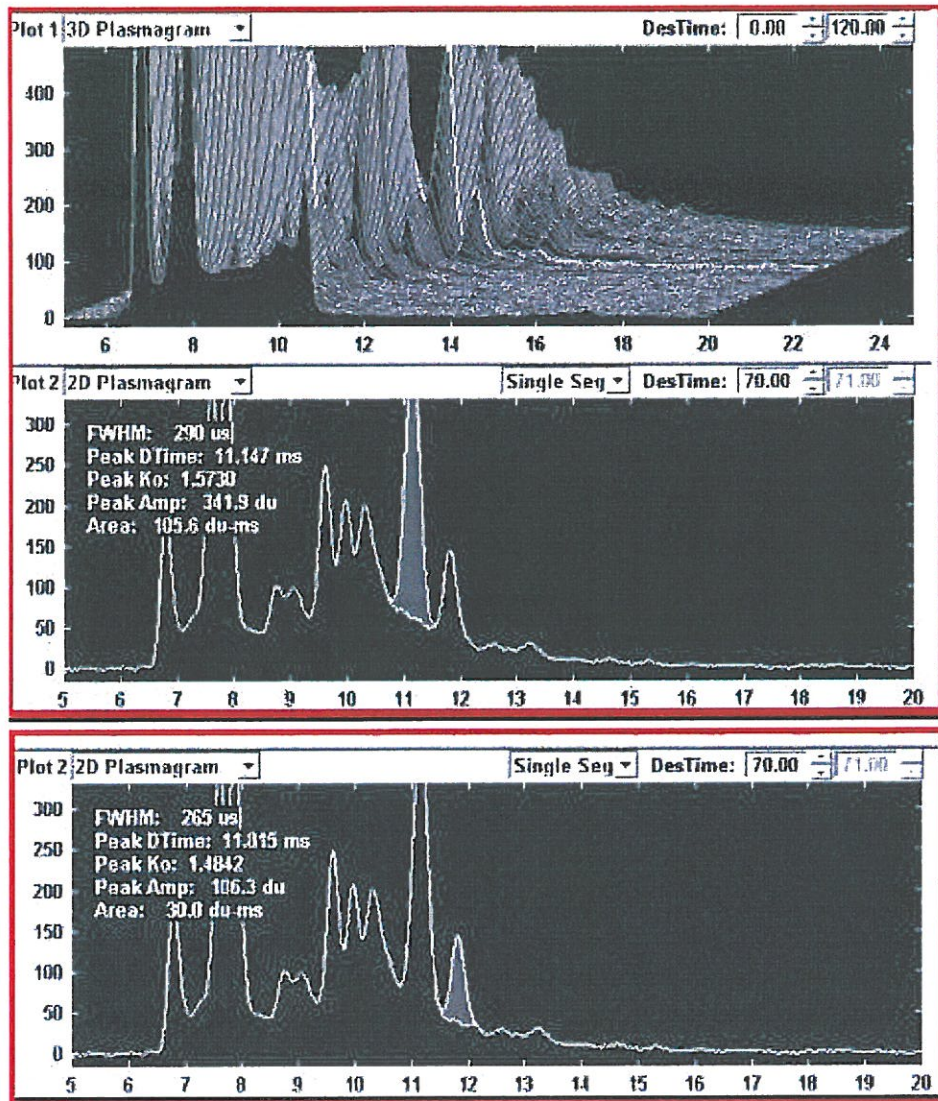 Plot 1 3D Plasmagram DesTime: 0.00 120.00
400
300
200
100
0
6 8 10 12 14 16 18 20 22 24
Plot 2 2D Plasmagram Single Seg DesTime: 70.00 71.00
300
250
200
150
100
50
0
FWHM: 290 us
Peak DTime: 11.147 ms
Peak Ko: 1.5730
Peak Amp: 341.9 du
Area: 105.6 du-ms
5 6 7 8 9 10 11 12 13 14 15 16 17 18 19 20
Plot 2 2D Plasmagram Single Seg DesTime: 70.00 71.00
300
250
200
150
100
50
0
FWHM: 265 us
Peak DTime: 11.815 ms
Peak Ko: 1.4842
Peak Amp: 106.3 du
Area: 30.0 du-ms
5 6 7 8 9 10 11 12 13 14 15 16 17 18 19 20